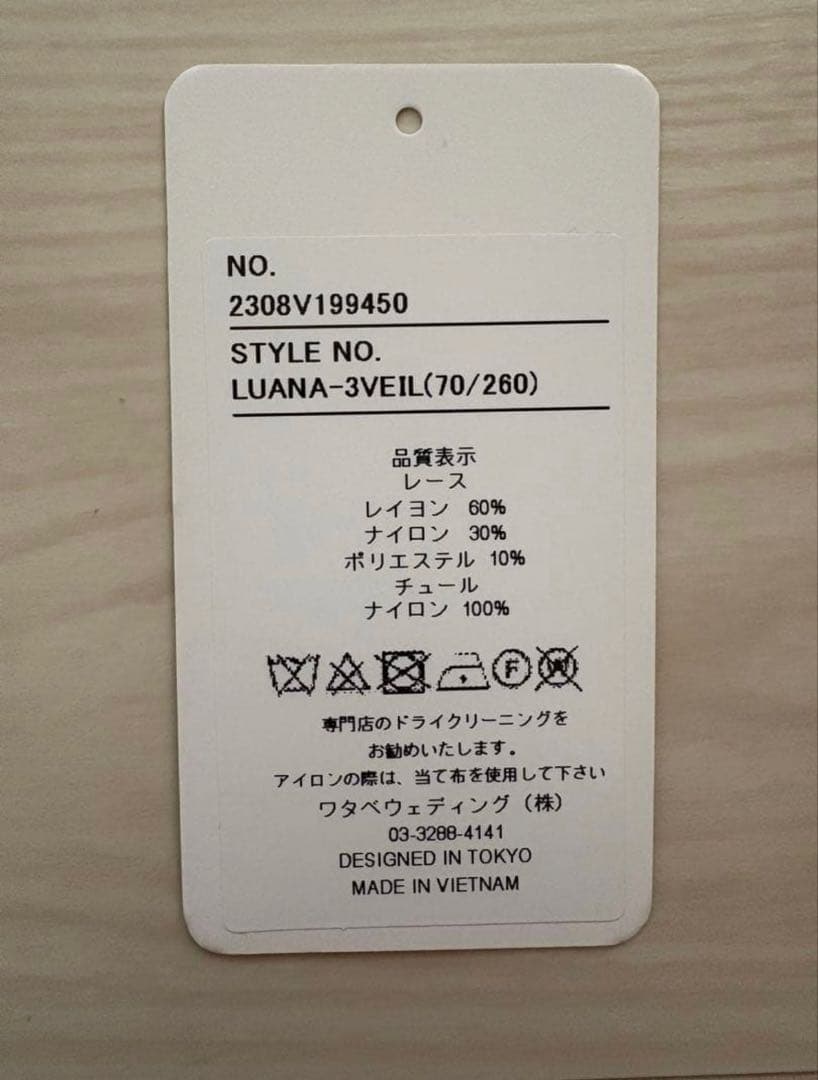 NO.
2308V199450
STYLE NO.
LUANA-3VEIL(70/260)
品質表示
レース
レイヨン 60%
ナイロン 30%
ポリエステル 10%
チュール
ナイロン 100%
F W
専門店のドライクリーニングを
お勧めいたします。
アイロンの際は、当て布を使用して下さい
ワタベウェディング(株)
03-3288-4141
DESIGNED IN TOKYO
MADE IN VIETNAM